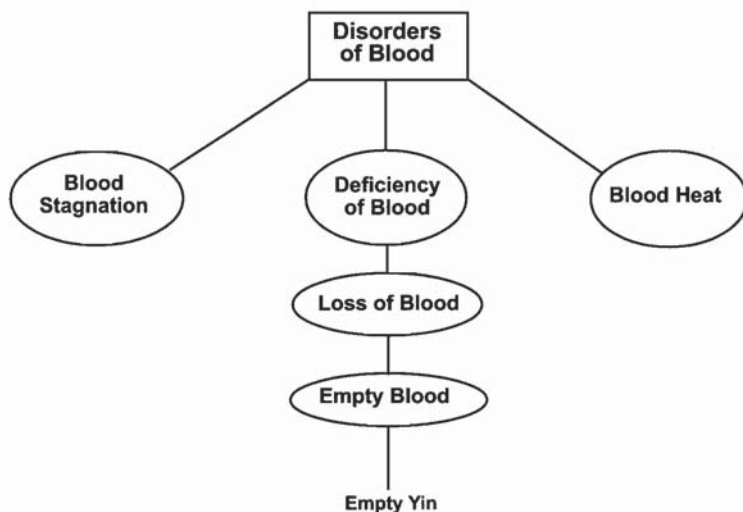 Disorders
of Blood
Blood
Stagnation
Deficiency
of Blood
Blood Heat
Loss of Blood
Empty Blood
Empty Yin